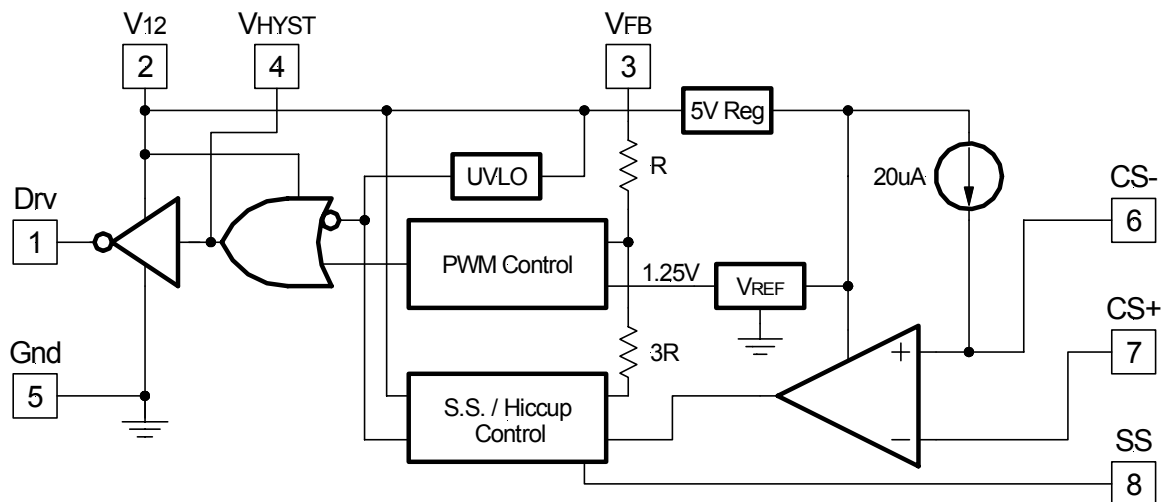 V12
2
VHYST
4
VFB
3
5V Reg
20uA
CS-
6
UVLO
R
Drv
1
PWM Control
1.25V
VREF
CS+
7
Gnd
5
3R
+
S.S. / Hiccup
Control
−
SS
8